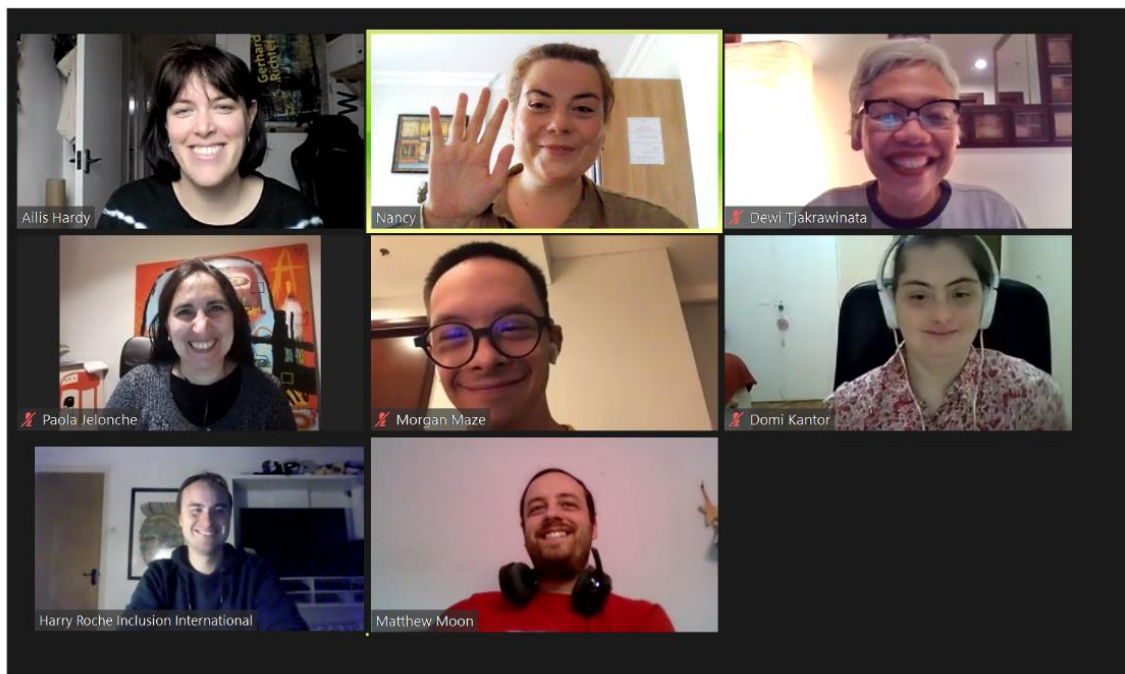 Gerhard
Richter
Ailis Hardy
Nancy
Dewi Tjakrawinata
Paola Jelonche
Morgan Maze
Domi Kantor
Harry Roche Inclusion International
Matthew Moon